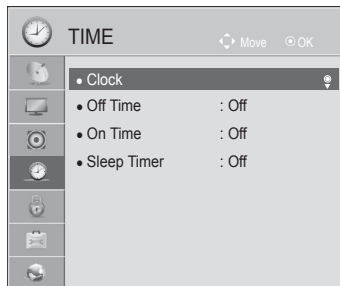 TIME Move OK
• Clock
• Off Time : Off
• On Time : Off
• Sleep Timer : Off